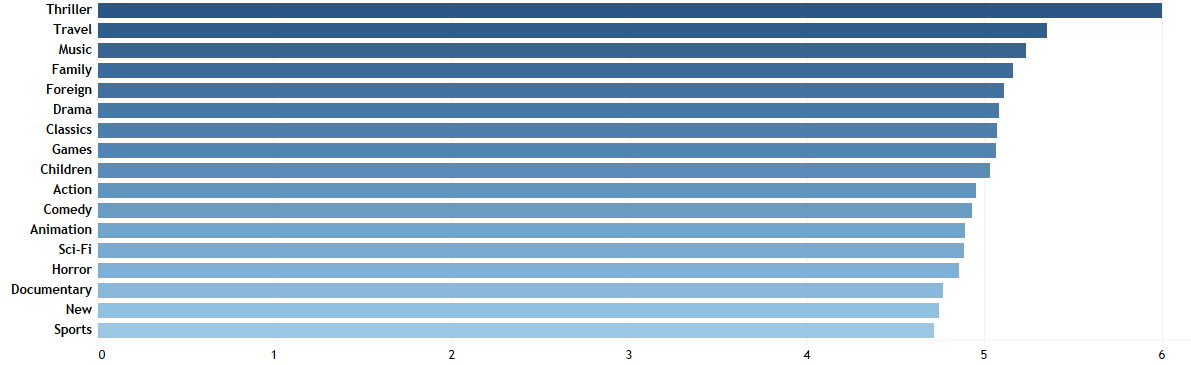 Thriller
Travel
Music
Family
Foreign
Drama
Classics
Games
Children
Action
Comedy
Animation
Sci-Fi
Horror
Documentary
New
Sports
0 1 2 3 4 5 6